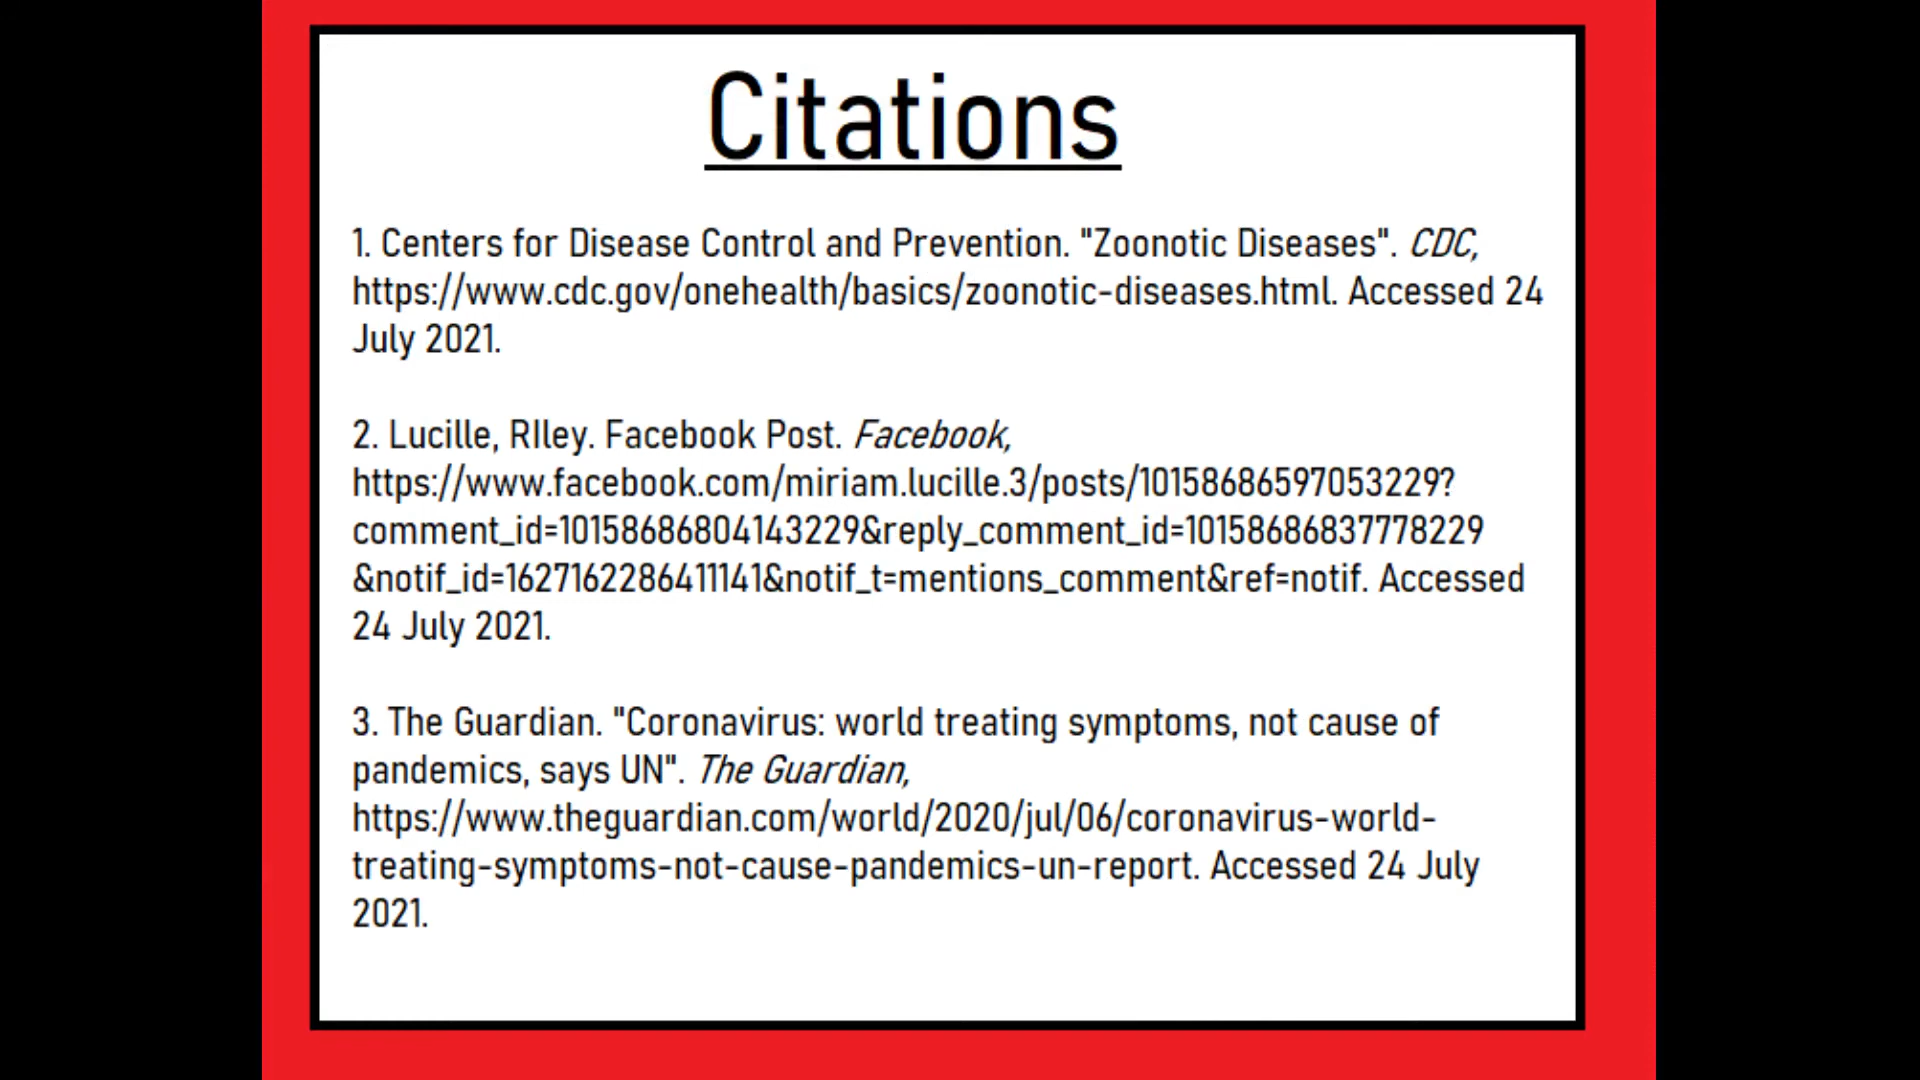 Citations
1. Centers for Disease Control and Prevention. "Zoonotic Diseases". CDC,
https://www.cdc.gov/onehealth/basics/zoonotic-diseases.html. Accessed 24
July 2021.
2. Lucille, RIley. Facebook Post. Facebook,
https://www.facebook.com/miriam.lucille.3/posts/10158686597053229?
comment_id=10158686804143229&reply_comment_id=10158686837778229
&notif_id=1627162286411141&notif_t=mentions_comment&ref=notif. Accessed
24 July 2021.
3. The Guardian. "Coronavirus: world treating symptoms, not cause of
pandemics, says UN". The Guardian,
https://www.theguardian.com/world/2020/jul/06/coronavirus-world-
treating-symptoms-not-cause-pandemics-un-report. Accessed 24 July
2021.